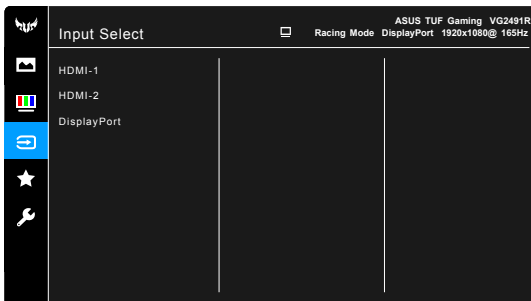 ASUS TUF Gaming VG2491R
Input Select
Racing Mode DisplayPort 1920x1080@ 165Hz
HDMI-1
HDMI-2
DisplayPort